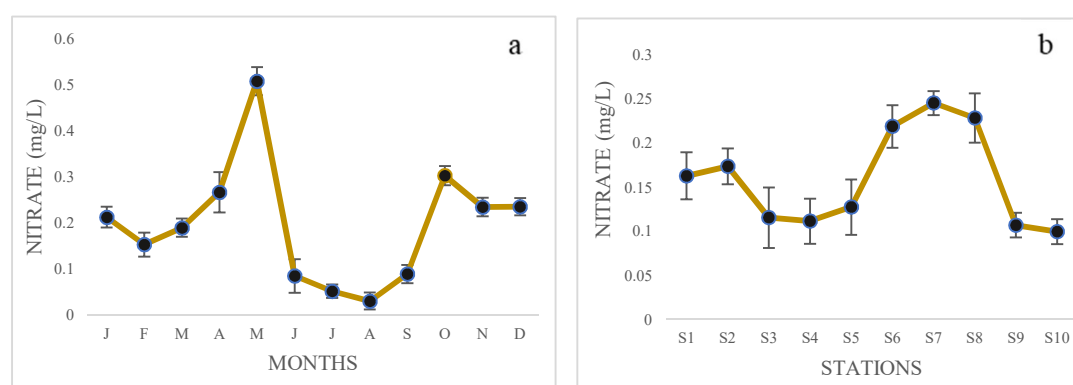 a
NITRATE (mg/L)
0.6
0.5
0.4
0.3
0.2
0.1
0
J F M A M J J A S O N D
MONTHS
b
NITRATE (mg/L)
0.3
0.25
0.2
0.15
0.1
0.05
0
S1 S2 S3 S4 S5 S6 S7 S8 S9 S10
STATIONS